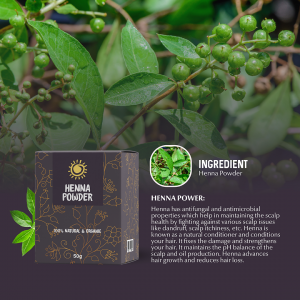 HENNA
POWDER
100% NATURAL & ORGANIC
50g
INGREDIENT
Henna Powder
HENNA POWER:
Henna has antifungal and antimicrobial
properties which help in maintaining the scalp
health by fighting against various scalp issues
like dandruff, scalp itchiness, etc. Henna is
known as a natural conditioner and conditions
your hair. It fixes the damage and strengthens
your hair. It maintains the pH balance of the
scalp and oil production. Henna advances
hair growth and reduces hair loss.